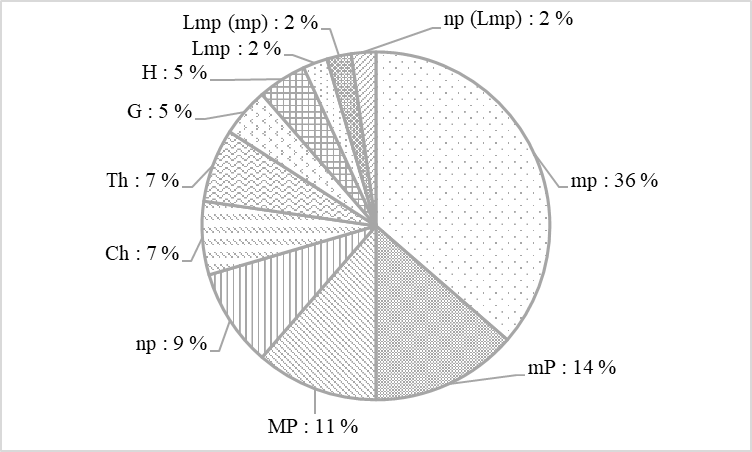 Lmp (mp) : 2 %
np (Lmp) : 2 %
Lmp : 2 %
H : 5 %
G : 5 %
Th : 7 %
mp : 36 %
Ch : 7 %
np : 9 %
mP : 14 %
MP : 11 %